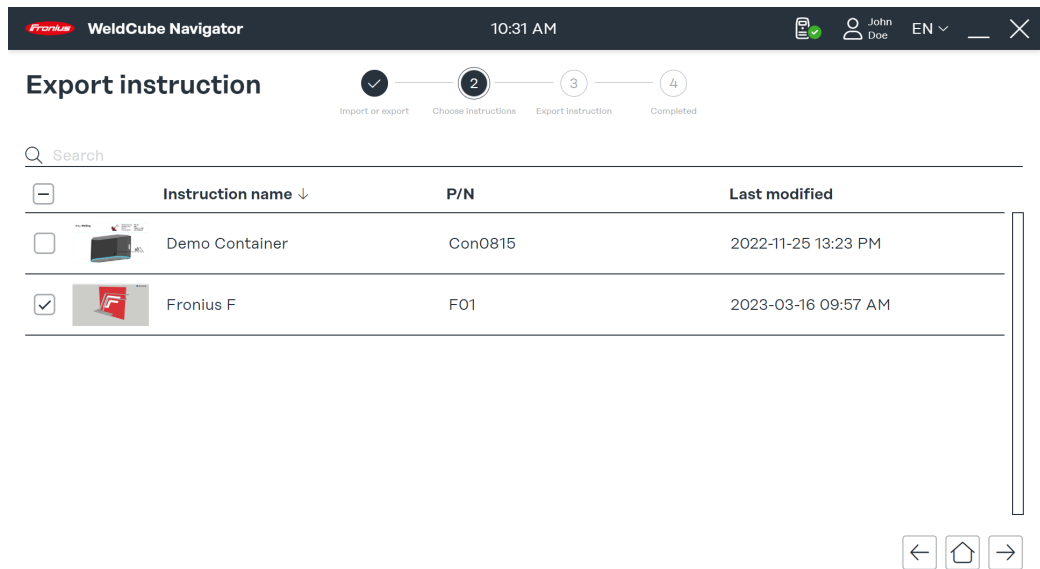 Fronius WeldCube Navigator 10:31 AM John Doe EN
Export instruction
2 3 4
Import or export Choose instructions Export instruction Completed
Search
Instruction name ↓ P/N Last modified
Demo Container Con0815 2022-11-25 13:23 PM
Fronius F F01 2023-03-16 09:57 AM